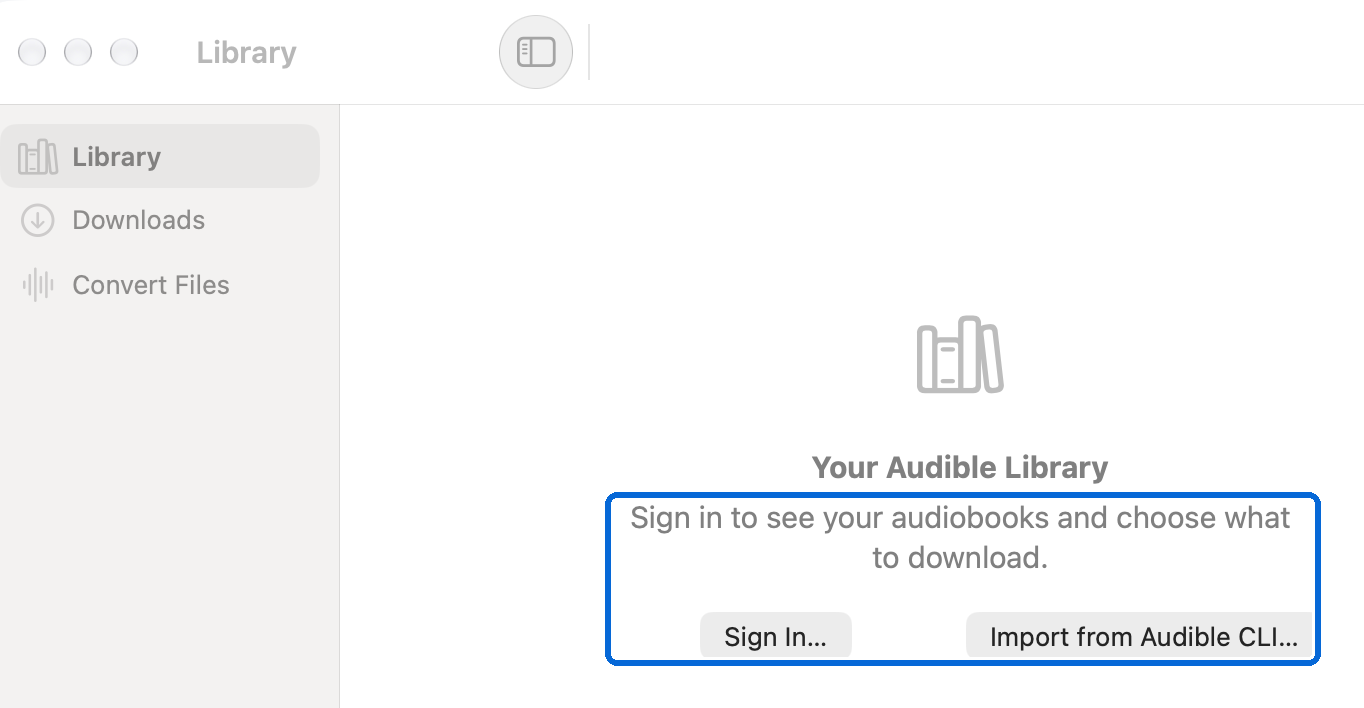 Library
Library
Downloads
Convert Files
Your Audible Library
Sign in to see your audiobooks and choose what
to download.
Sign In...
Import from Audible CLI...